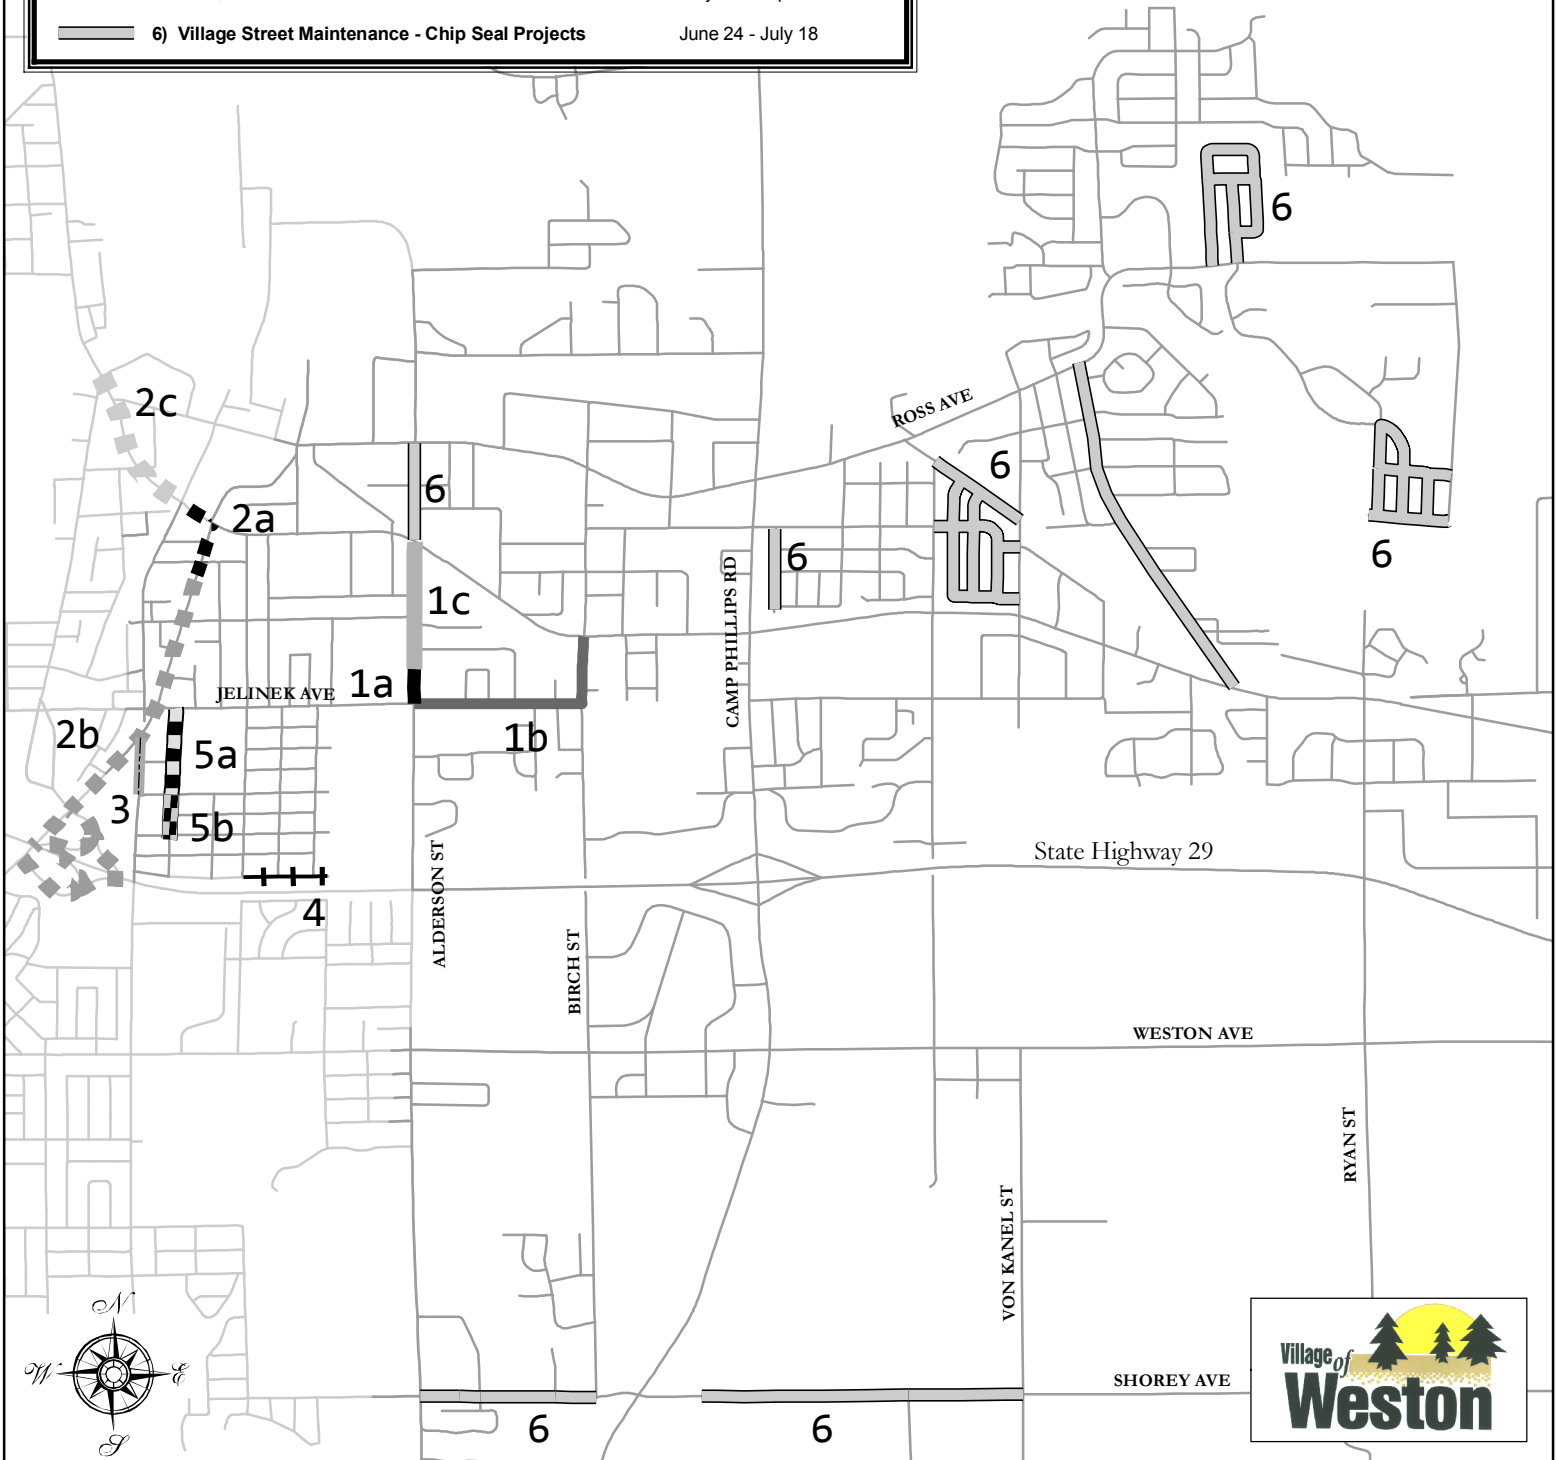 6) Village Street Maintenance - Chip Seal Projects June 24 - July 18
6
2c
ROSS AVE
6
6
2a
6
6
CAMP PHILLIPS RD
1c
JELINEK AVE
1a
2b
1b
5a
3
5b
State Highway 29
ALDERSON ST
4
BIRCH ST
WESTON AVE
RYAN ST
VON KANEL ST
N
W
E
S
SHOREY AVE
6
6
Village of
Weston